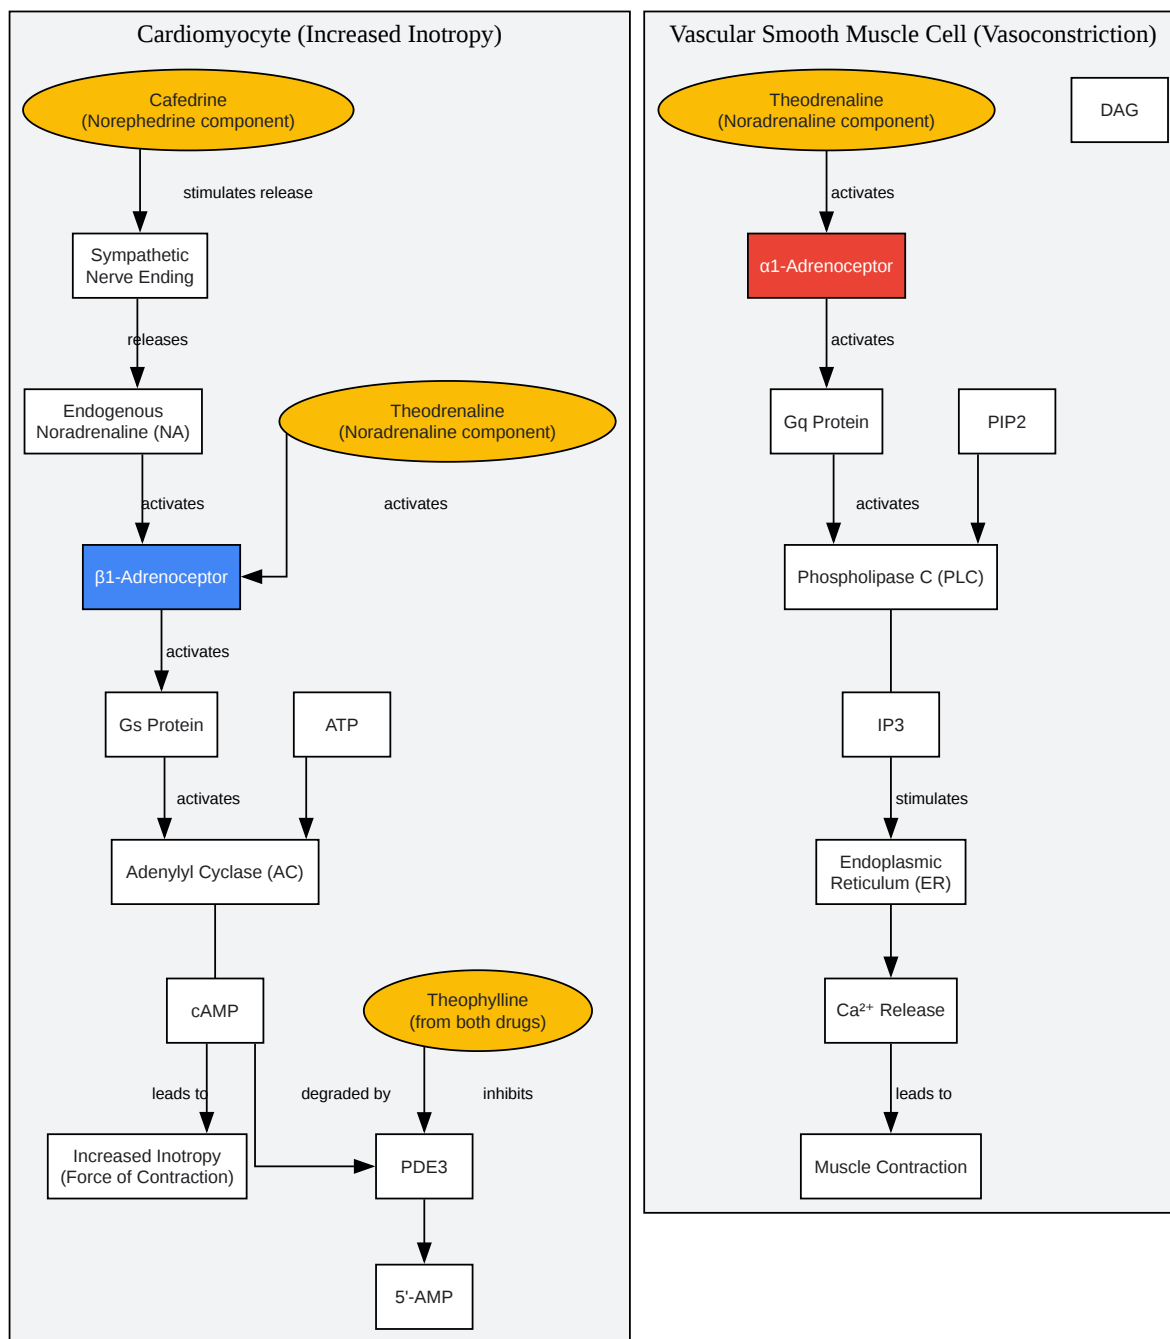 Cardiomyocyte (Increased Inotropy)
Cafedrine
(Norephedrine component)
stimulates release
Sympathetic
Nerve Ending
releases
Endogenous
Noradrenaline (NA)
Theodrenaline
(Noradrenaline component)
activates
activates
β1-Adrenoceptor
activates
Gs Protein
ATP
activates
Adenylyl Cyclase (AC)
cAMP
Theophylline
(from both drugs)
leads to
degraded by
inhibits
Increased Inotropy
(Force of Contraction)
PDE3
5'-AMP
Vascular Smooth Muscle Cell (Vasoconstriction)
Theodrenaline
(Noradrenaline component)
DAG
activates
α1-Adrenoceptor
activates
Gq Protein
PIP2
activates
Phospholipase C (PLC)
IP3
stimulates
Endoplasmic
Reticulum (ER)
Ca²⁺ Release
leads to
Muscle Contraction